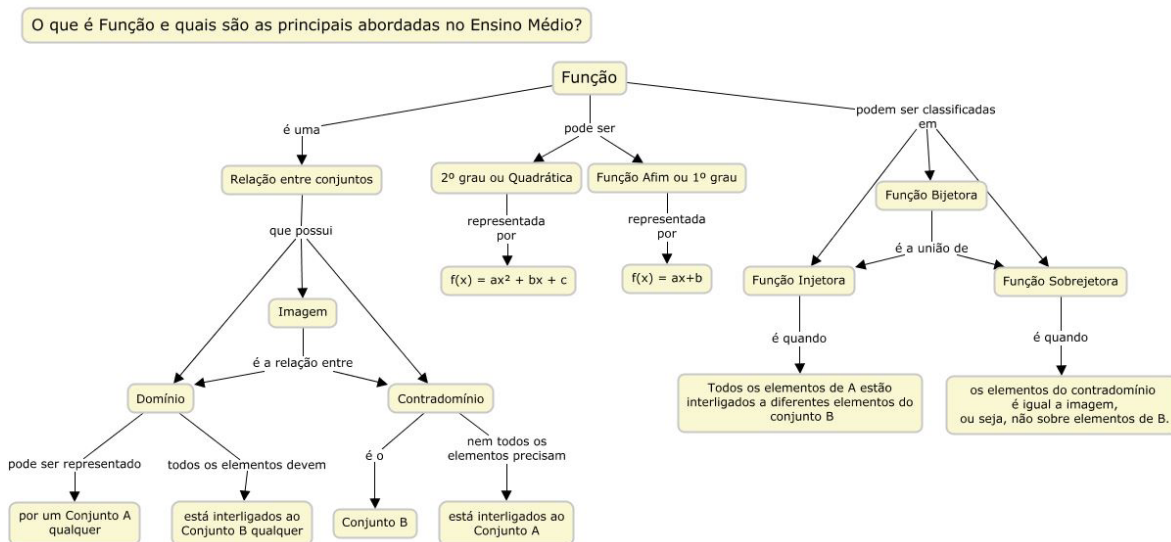 O que é Função e quais são as principais abordadas no Ensino Médio?
Função
é uma
pode ser
podem ser classificadas
em
Relação entre conjuntos
2º grau ou Quadrática
Função Afim ou 1º grau
Função Bijetora
que possui
representada
por
representada
por
é a união de
f(x) = ax² + bx + c
f(x) = ax+b
Função Injetora
Função Sobrejetora
Imagem
é quando
é quando
é a relação entre
Todos os elementos de A estão
interligados a diferentes elementos do
conjunto B
os elementos do contradomínio
é igual a imagem,
ou seja, não sobre elementos de B.
Domínio
Contradomínio
pode ser representado
todos os elementos devem
é o
nem todos os
elementos precisam
por um Conjunto A
qualquer
está interligados ao
Conjunto B qualquer
Conjunto B
está interligados ao
Conjunto A